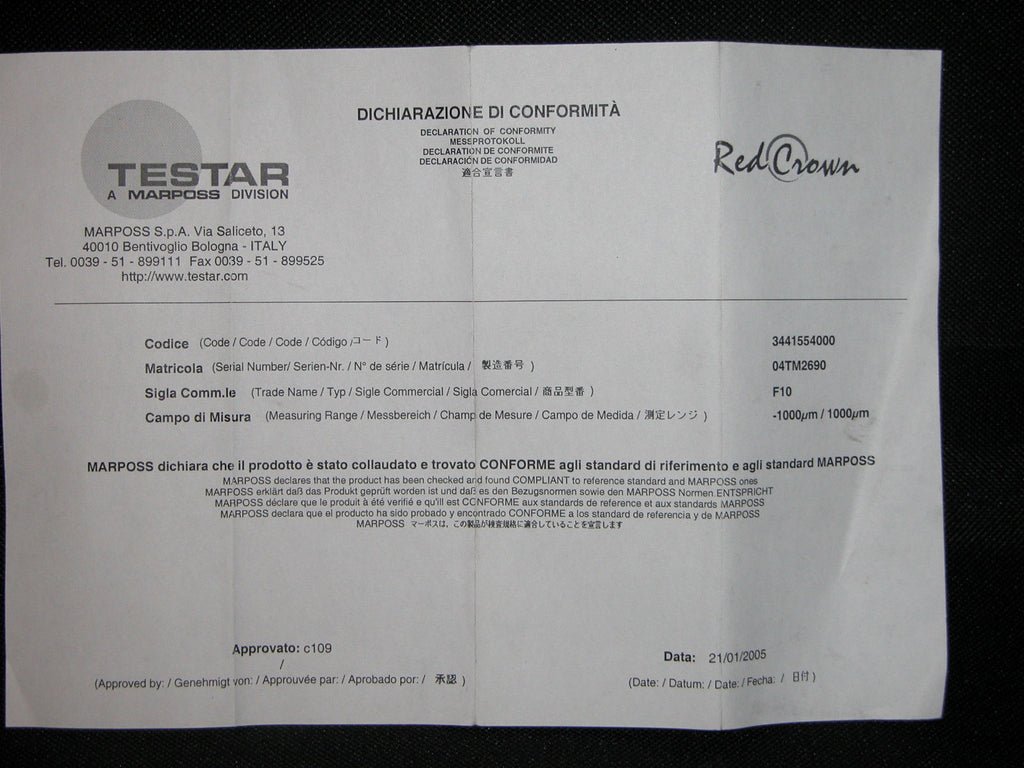 DICHIARAZIONE DI CONFORMITÀ
DECLARATION OF CONFORMITY
MESSPROTOKOLL
DECLARATION DE CONFORMITE
DECLARACIÓN DE CONFORMIDAD
適合宣言書
TESTAR
A MARPOSS DIVISION
Red Crown
MARPOSS S.p.A. Via Saliceto, 13
40010 Bentivoglio Bologna - ITALY
Tel. 0039 - 51 - 899111 Fax 0039 - 51 - 899525
http://www.testar.com
Codice (Code / Code / Code / Código /コード ) 3441554000
Matricola (Serial Number/ Serien-Nr. / N° de série / Matrícula / 製造番号 ) 04TM2690
Sigla Comm.le (Trade Name / Typ / Sigle Commercial / Sigla Comercial / 商品型番 ) F10
Campo di Misura (Measuring Range / Messbereich / Champ de Mesure / Campo de Medida / 測定レンジ ) -1000µm / 1000µm
MARPOSS dichiara che il prodotto è stato collaudato e trovato CONFORME agli standard di riferimento e agli standard MARPOSS
MARPOSS declares that the product has been checked and found COMPLIANT to reference standard and MARPOSS ones
MARPOSS erklärt daß das Produkt geprüft worden ist und daß es den Bezugsnormen sowie den MARPOSS Normen ENTSPRICHT
MARPOSS déclare que le produit à été verifié e qu'ill est CONFORME aux standards de reference et aux standards MARPOSS
MARPOSS declara que el producto ha sido probado y encontrado CONFORME a los standard de referencia y de MARPOSS
MARPOSS マーポスは、この製品が検査規格に適合していることを宣言します
Approvato: c109
/
(Approved by: / Genehmigt von: / Approuvée par: / Aprobado por: / 承認 )
Data: 21/01/2005
(Date: / Datum: / Date: / Fecha: / 日付 )